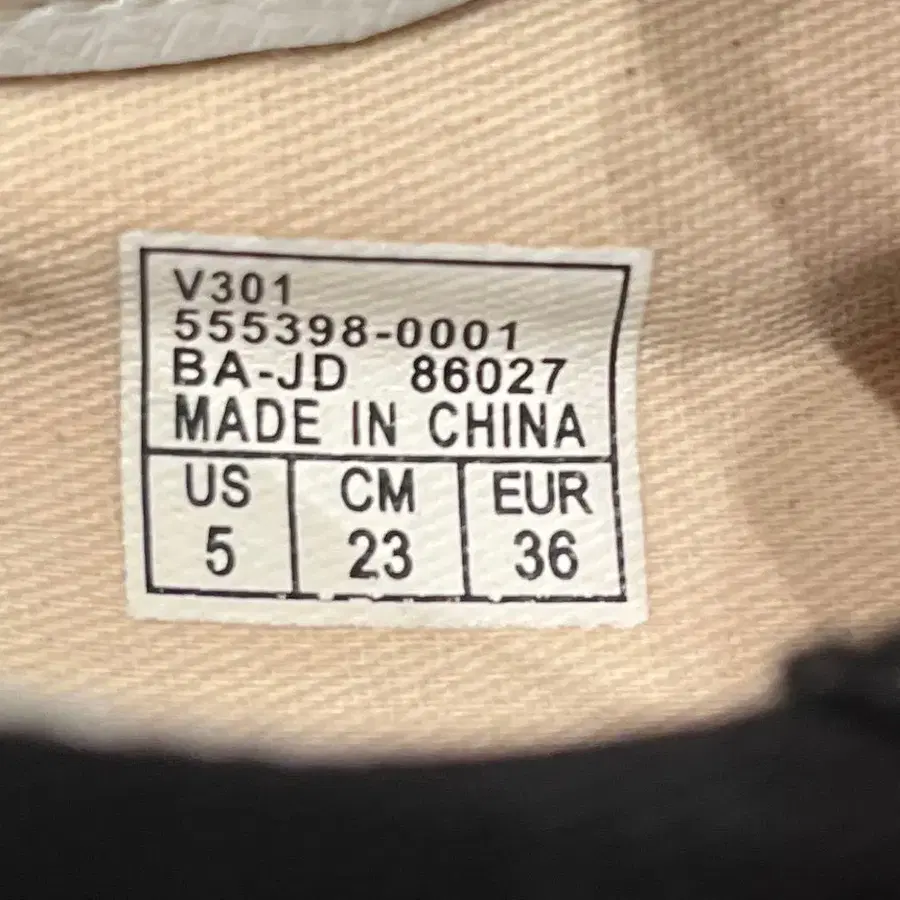 V301
555398-0001
BA-JD 86027
MADE IN CHINA
US CM EUR
5 23 36